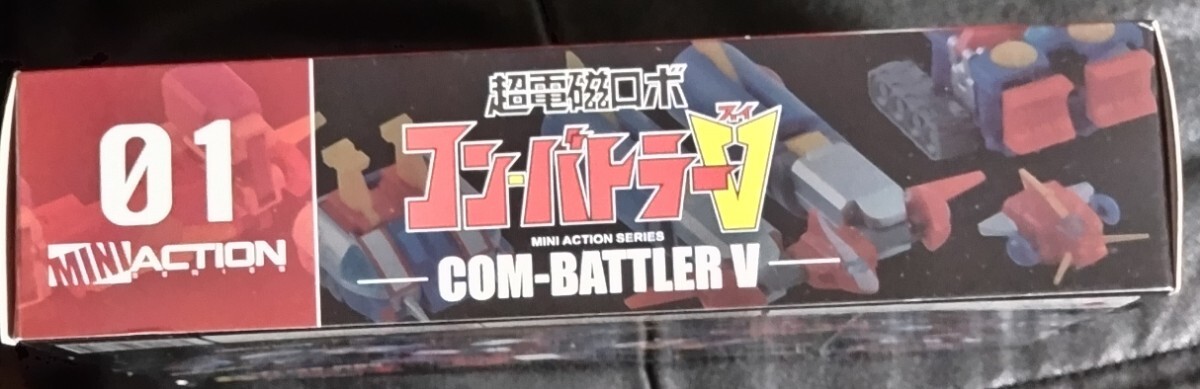 01
MINI ACTION
超電磁ロボ
コン・バトラーV
ブイ
MINI ACTION SERIES
COM-BATTLER V